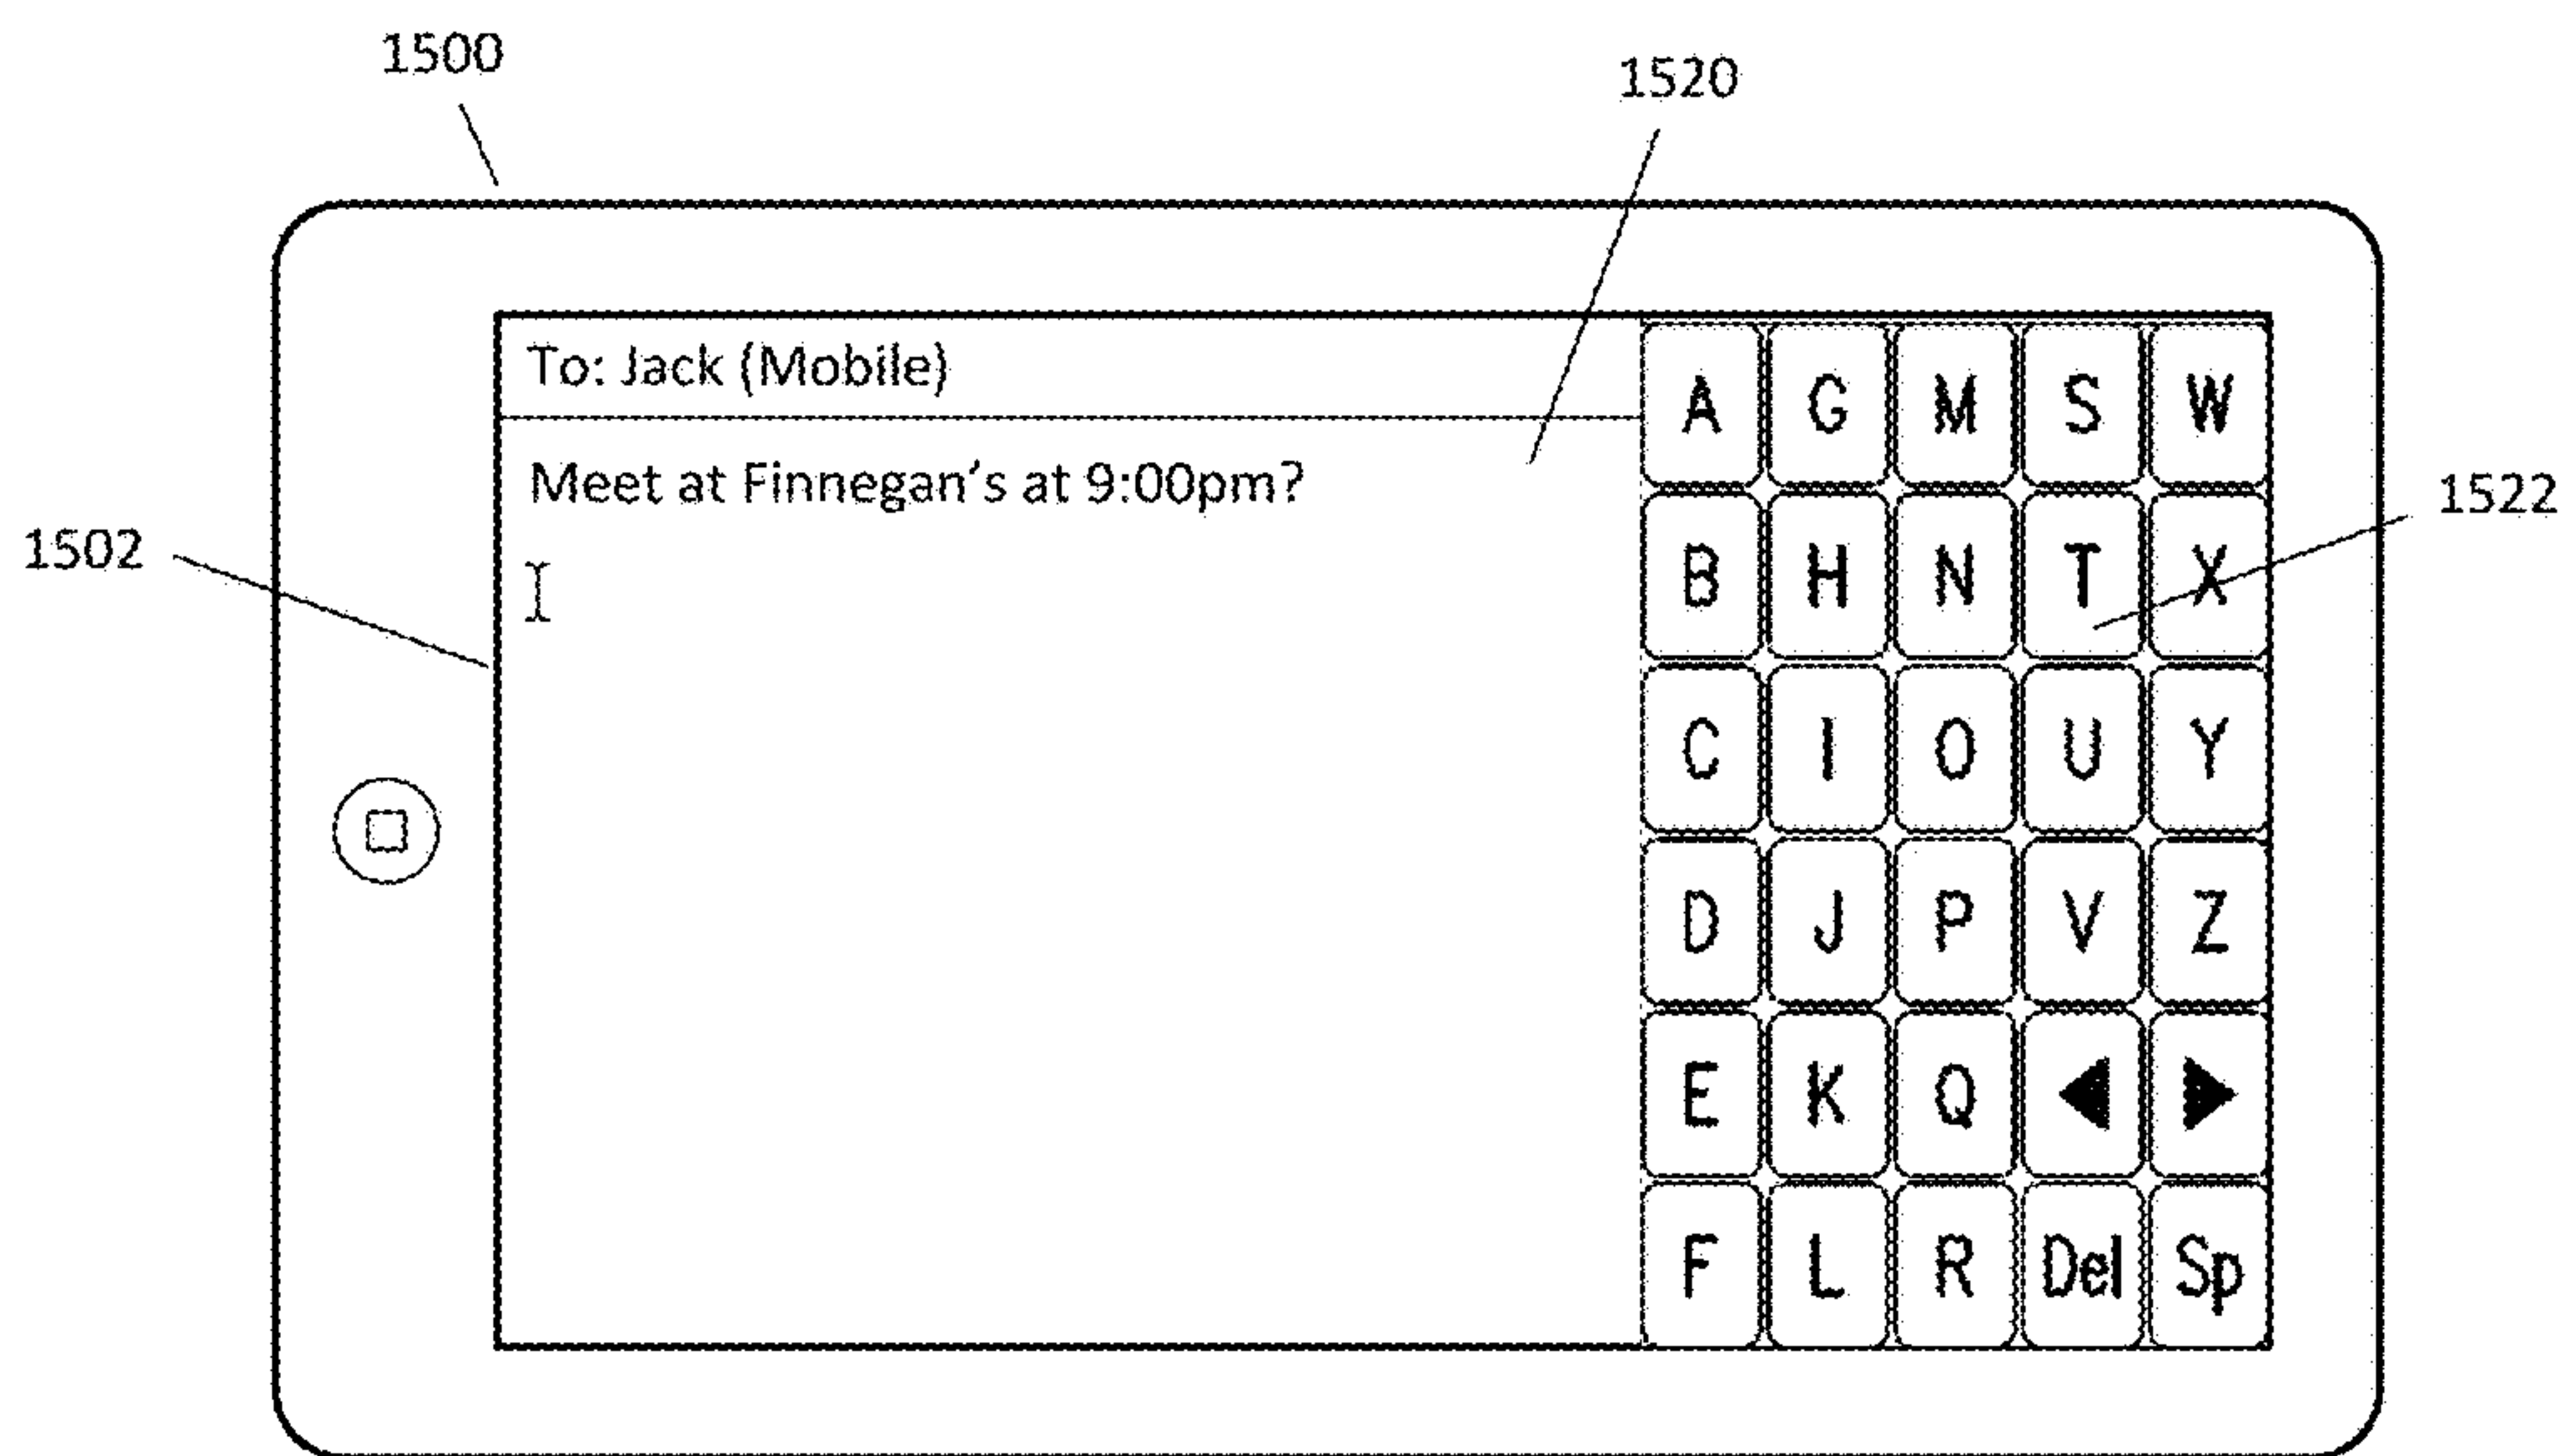 1500
1520
To: Jack (Mobile)
Meet at Finnegan's at 9:00pm?
1502
1522
A G M S W
B H N T X
C I O U Y
D J P V Z
E K Q ◀ ▶
F L R Del Sp